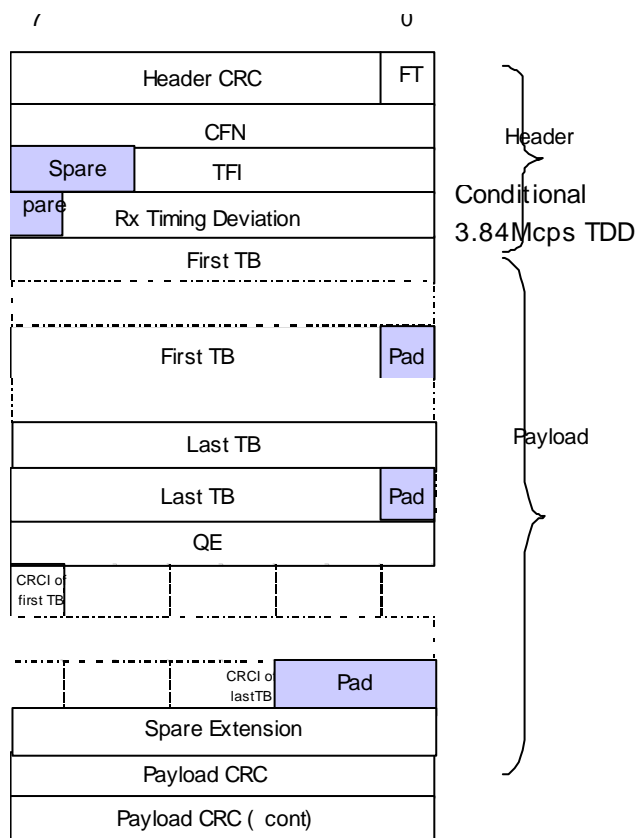 7 0
Header CRC FT
CFN
Header
Spare TFI
pare Rx Timing Deviation
Conditional
3.84Mcps TDD
First TB
First TB Pad
Last TB
Payload
Last TB Pad
QE
CRCI of
first TB
CRCI of
lastTB
Pad
Spare Extension
Payload CRC
Payload CRC ( cont)